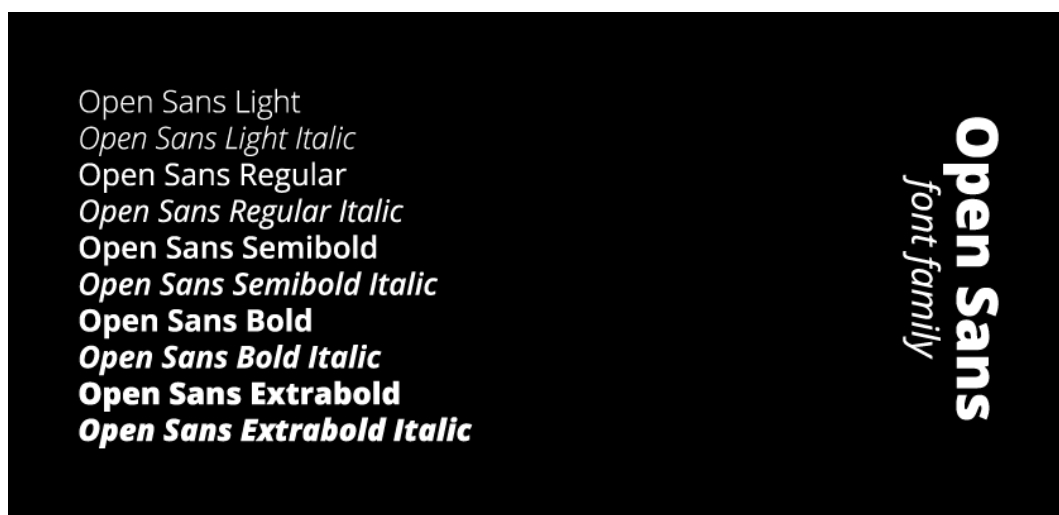 Open Sans Light
Open Sans Light Italic
Open Sans Regular
Open Sans Regular Italic
Open Sans Semibold
Open Sans Semibold Italic
Open Sans Bold
Open Sans Bold Italic
Open Sans Extrabold
Open Sans Extrabold Italic
Open Sans
font family